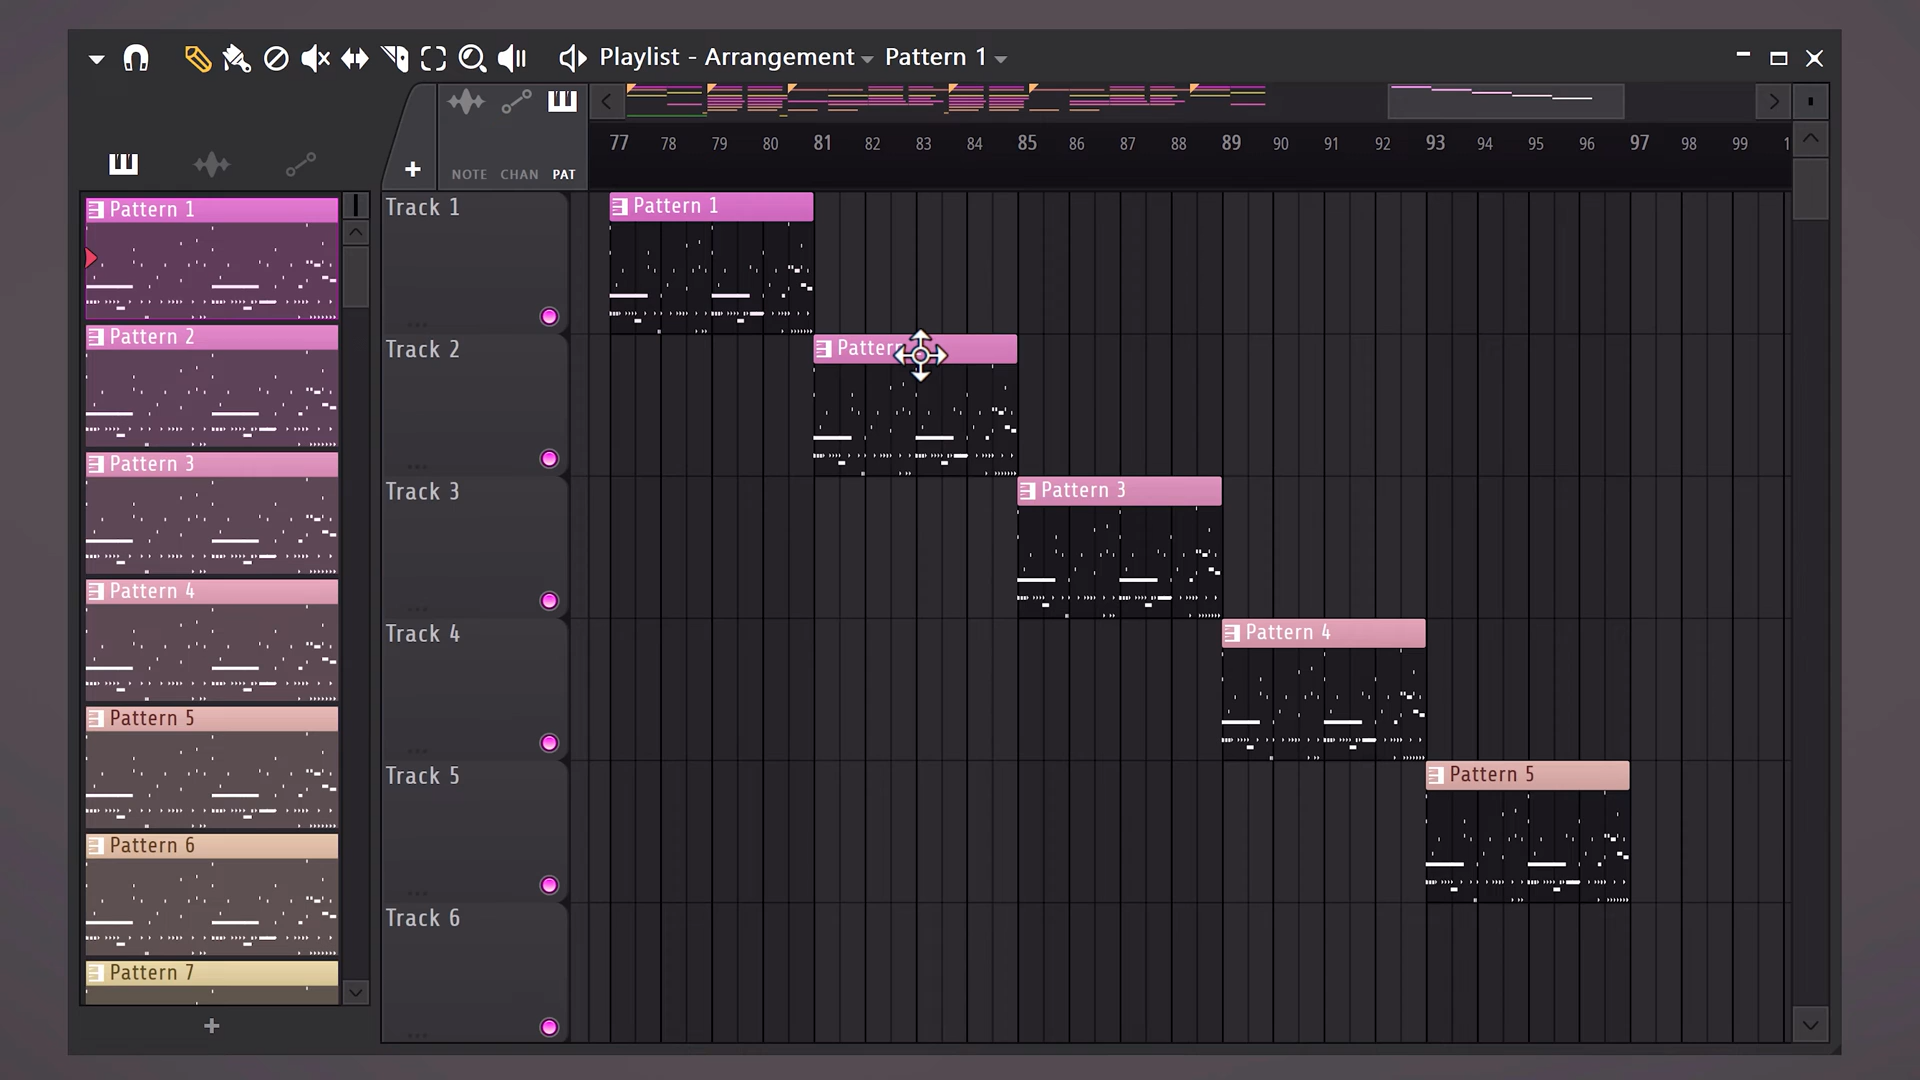 Playlist - Arrangement Pattern 1
NOTE CHAN PAT
77 78 79 80 81 82 83 84 85 86 87 88 89 90 91 92 93 94 95 96 97 98 99 1
Pattern 1
Pattern 2
Pattern 3
Pattern 4
Pattern 5
Pattern 6
Pattern 7
Track 1
Pattern 1
Track 2
Patter
Track 3
Pattern 3
Track 4
Pattern 4
Track 5
Pattern 5
Track 6